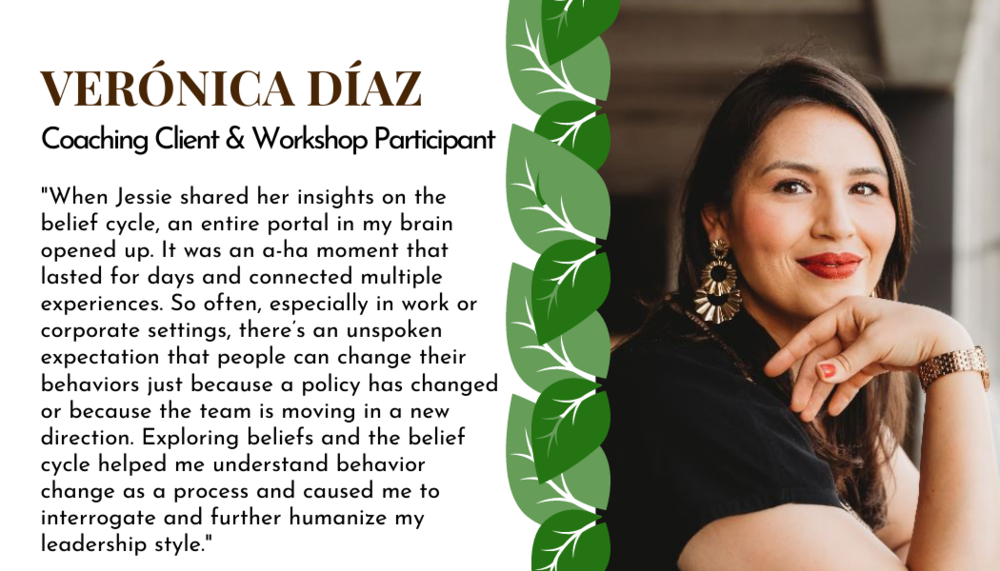 VERÓNICA DÍAZ
Coaching Client & Workshop Participant
"When Jessie shared her insights on the
belief cycle, an entire portal in my brain
opened up. It was an a-ha moment that
lasted for days and connected multiple
experiences. So often, especially in work or
corporate settings, there's an unspoken
expectation that people can change their
behaviors just because a policy has changed
or because the team is moving in a new
direction. Exploring beliefs and the belief
cycle helped me understand behavior
change as a process and caused me to
interrogate and further humanize my
leadership style."